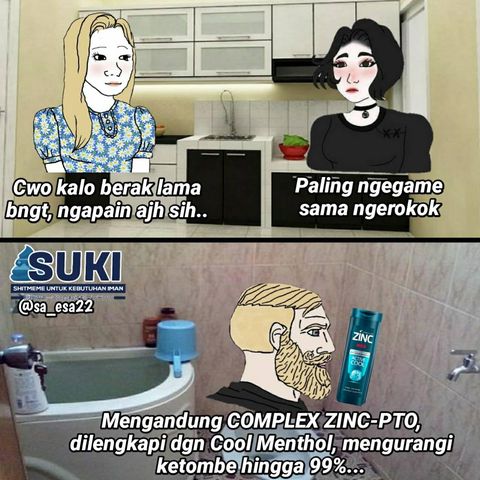 Cwo kalo berak lama
bngt, ngapain ajh sih..
Paling ngegame
sama ngerokok
SUKI
SHITMEME UNTUK KEBUTUHAN IMAN
@sa_esa22
ZINC
COOL
Mengandung COMPLEX ZINC-PTO,
dilengkapi dgn Cool Menthol, mengurangi
ketombe hingga 99%...